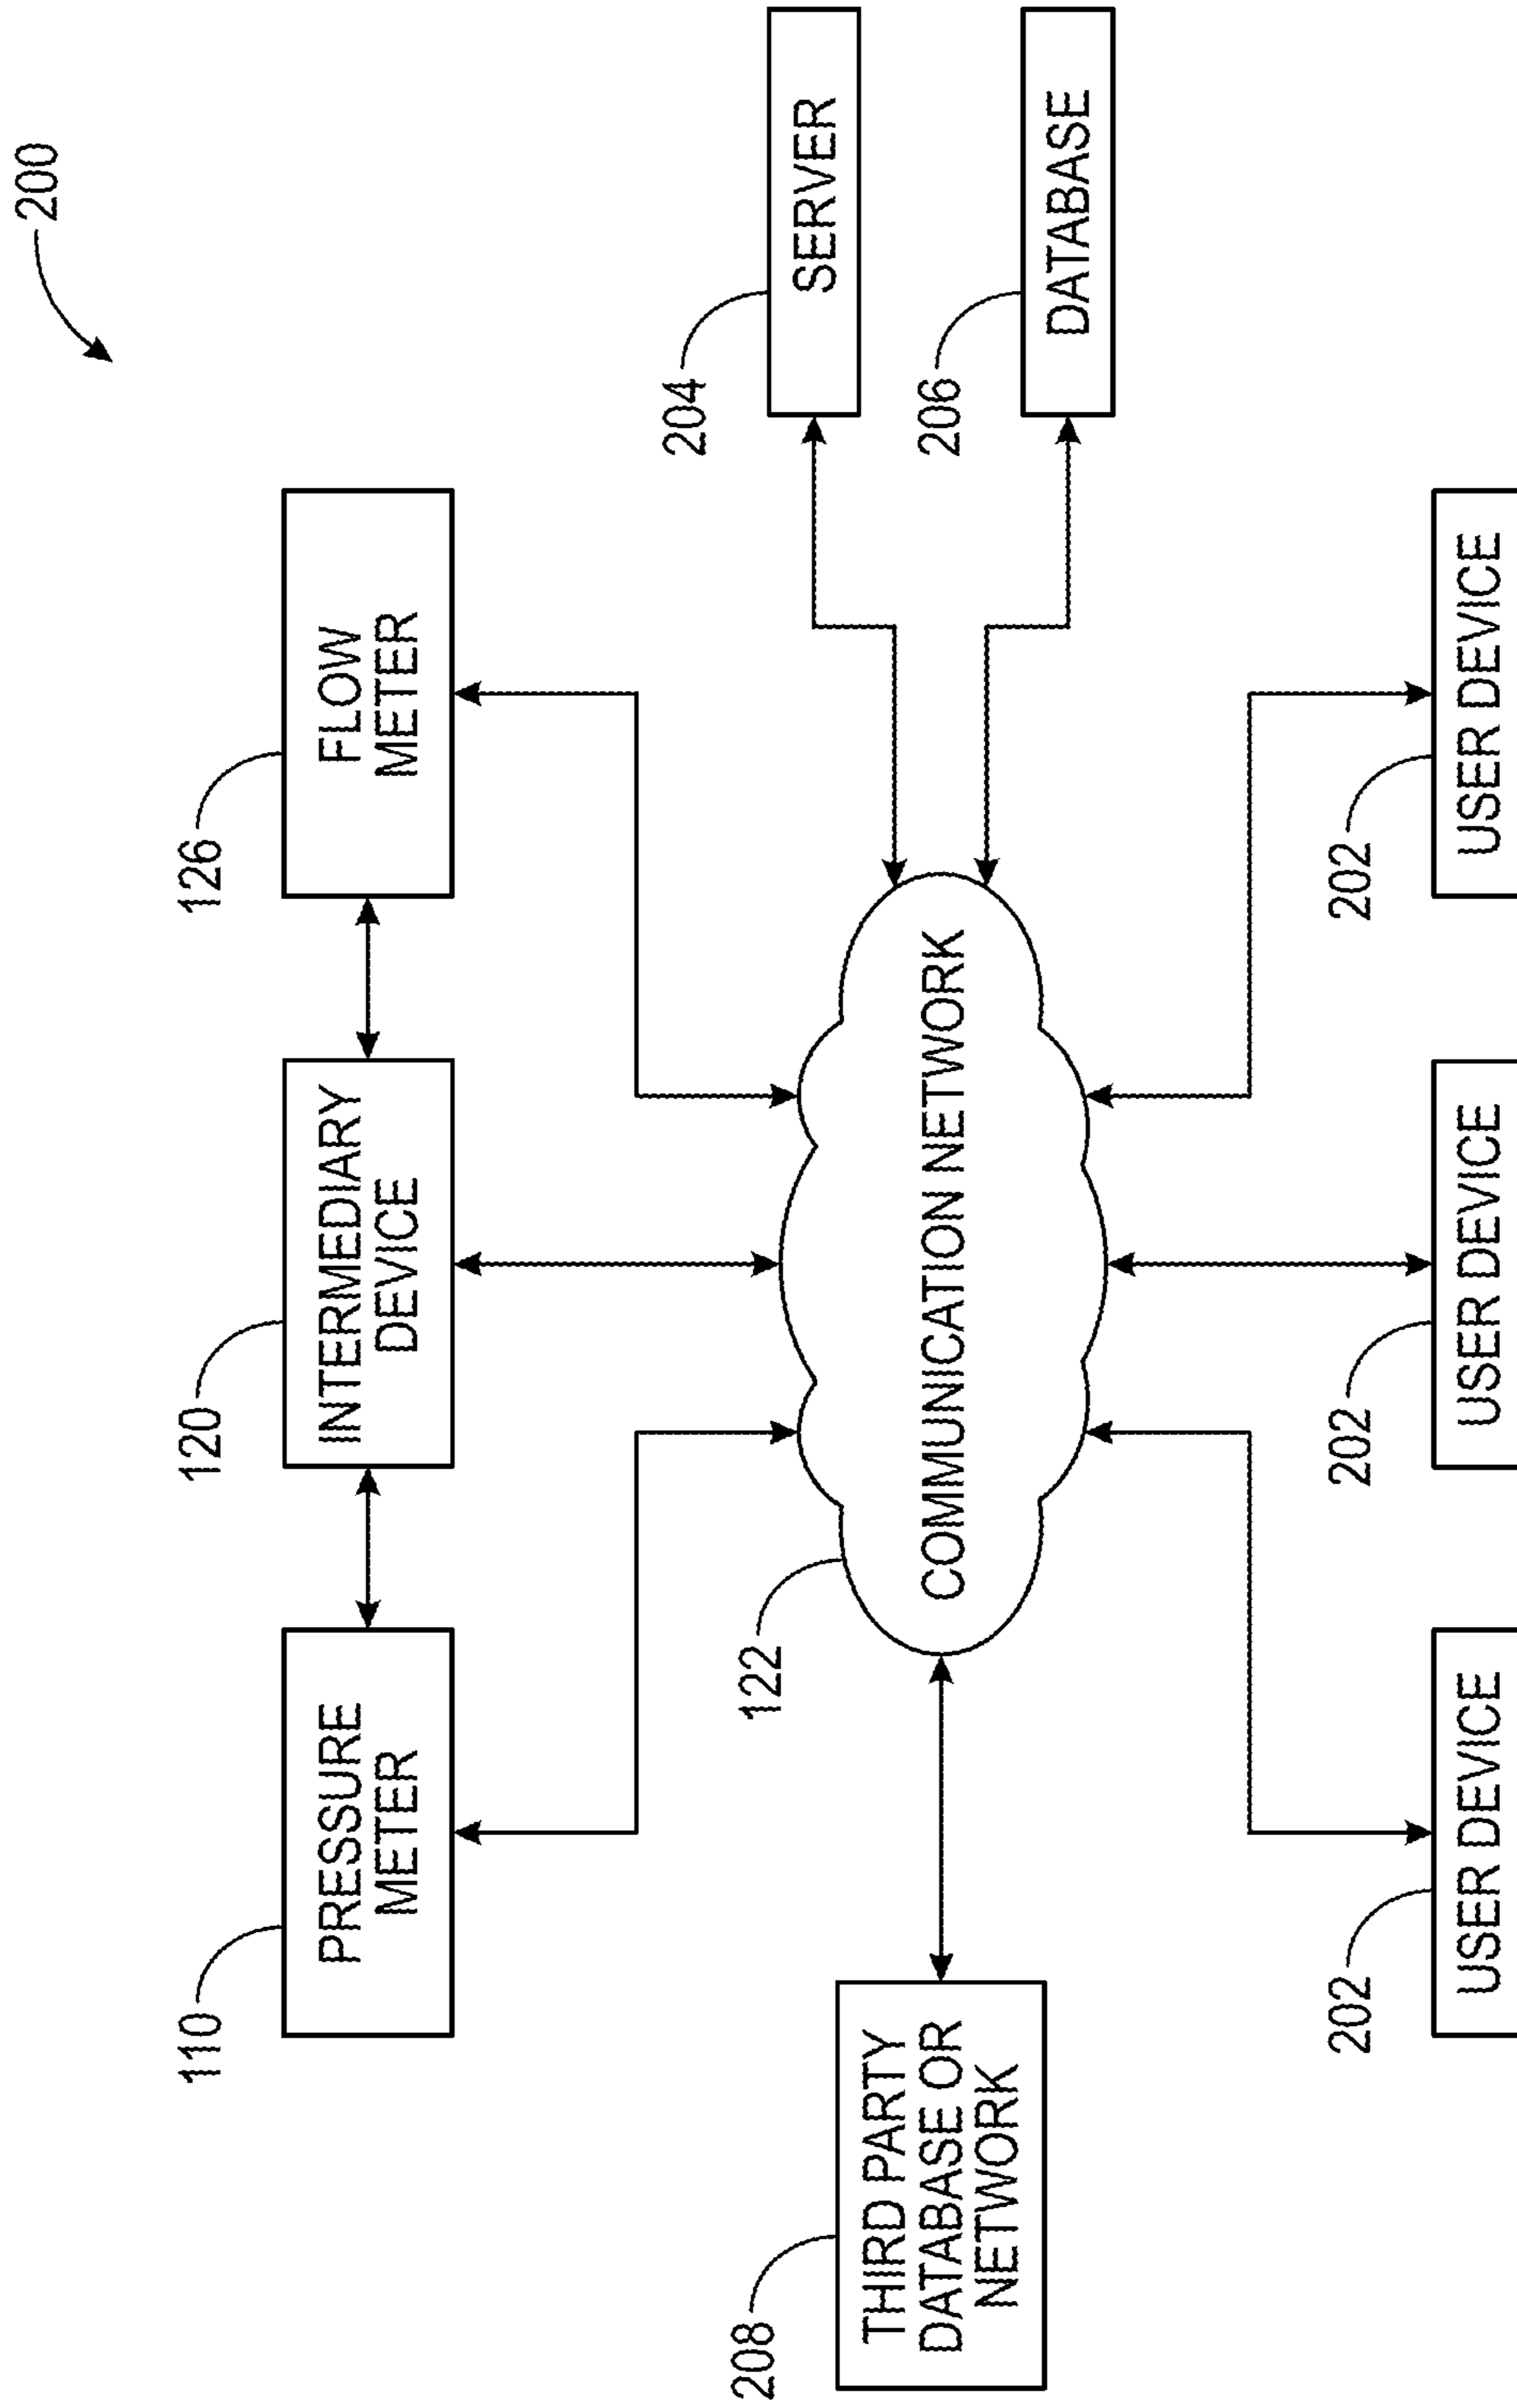 200
110
PRESSURE
METER
120
INTERMEDIARY
DEVICE
126
FLOW
METER
208
THIRD PARTY
DATABASE OR
NETWORK
122
COMMUNICATION NETWORK
204
SERVER
206
DATABASE
202
USER DEVICE
202
USER DEVICE
202
USER DEVICE